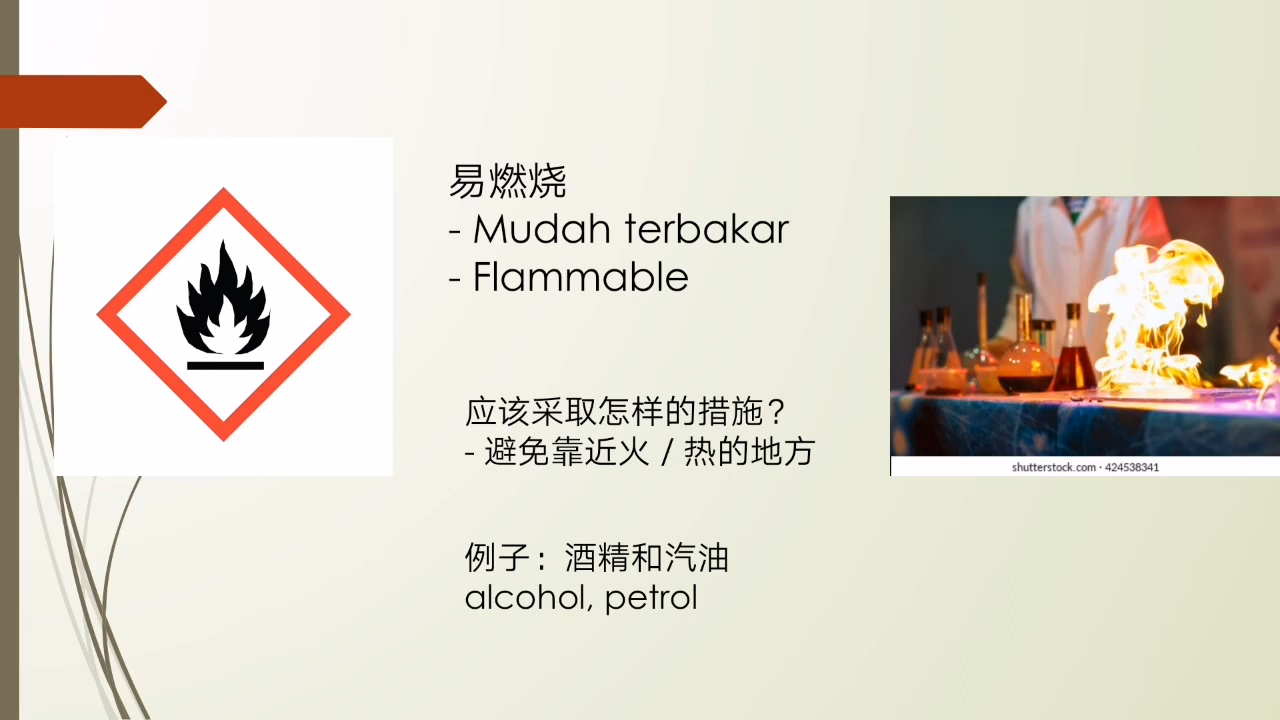 易燃烧
- Mudah terbakar
- Flammable
应该采取怎样的措施？
- 避免靠近火 / 热的地方
例子：酒精和汽油
alcohol, petrol
shutterstock.com · 424538341